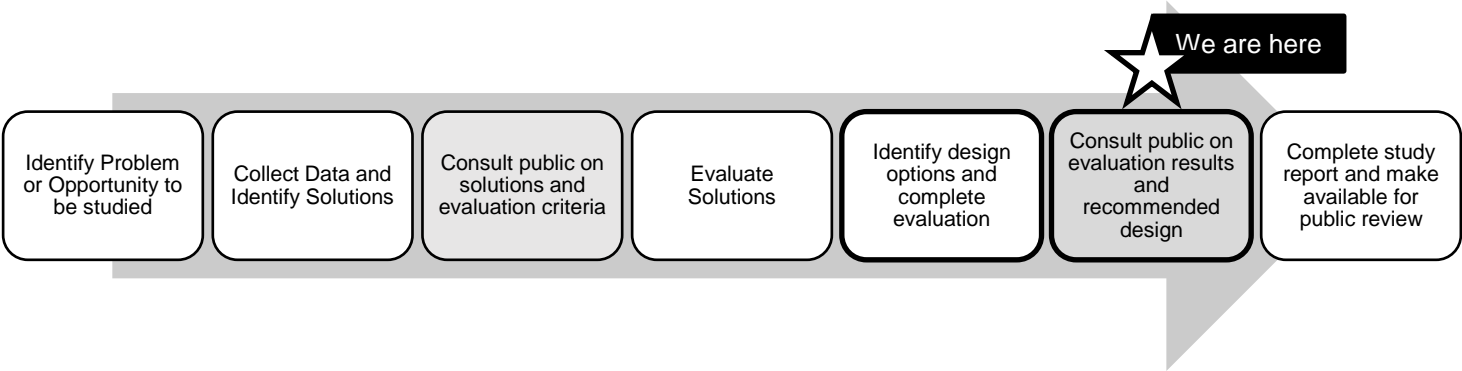 We are here
Identify Problem
or Opportunity to
be studied
Collect Data and
Identify Solutions
Consult public on
solutions and
evaluation criteria
Evaluate
Solutions
Identify design
options and
complete
evaluation
Consult public on
evaluation results
and
recommended
design
Complete study
report and make
available for
public review